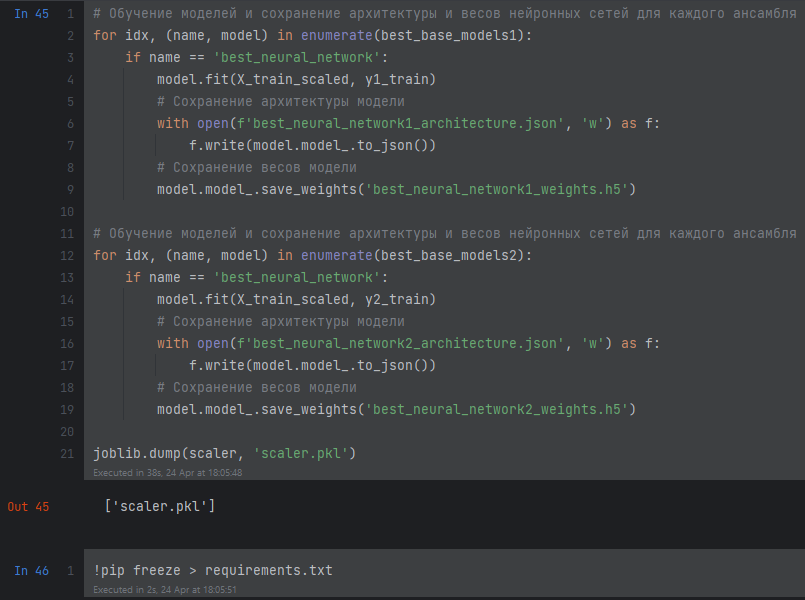 In 45
1 # Обучение моделей и сохранение архитектуры и весов нейронных сетей для каждого ансамбля
2 for idx, (name, model) in enumerate(best_base_models1):
3 if name == 'best_neural_network':
4 model.fit(X_train_scaled, y1_train)
5 # Сохранение архитектуры модели
6 with open(f'best_neural_network1_architecture.json', 'w') as f:
7 f.write(model.model_.to_json())
8 # Сохранение весов модели
9 model.model_.save_weights('best_neural_network1_weights.h5')
10
11 # Обучение моделей и сохранение архитектуры и весов нейронных сетей для каждого ансамбля
12 for idx, (name, model) in enumerate(best_base_models2):
13 if name == 'best_neural_network':
14 model.fit(X_train_scaled, y2_train)
15 # Сохранение архитектуры модели
16 with open(f'best_neural_network2_architecture.json', 'w') as f:
17 f.write(model.model_.to_json())
18 # Сохранение весов модели
19 model.model_.save_weights('best_neural_network2_weights.h5')
20
21 joblib.dump(scaler, 'scaler.pkl')
Executed in 38s, 24 Apr at 18:05:48
Out 45 ['scaler.pkl']
In 46 1 !pip freeze > requirements.txt
Executed in 2s, 24 Apr at 18:05:51